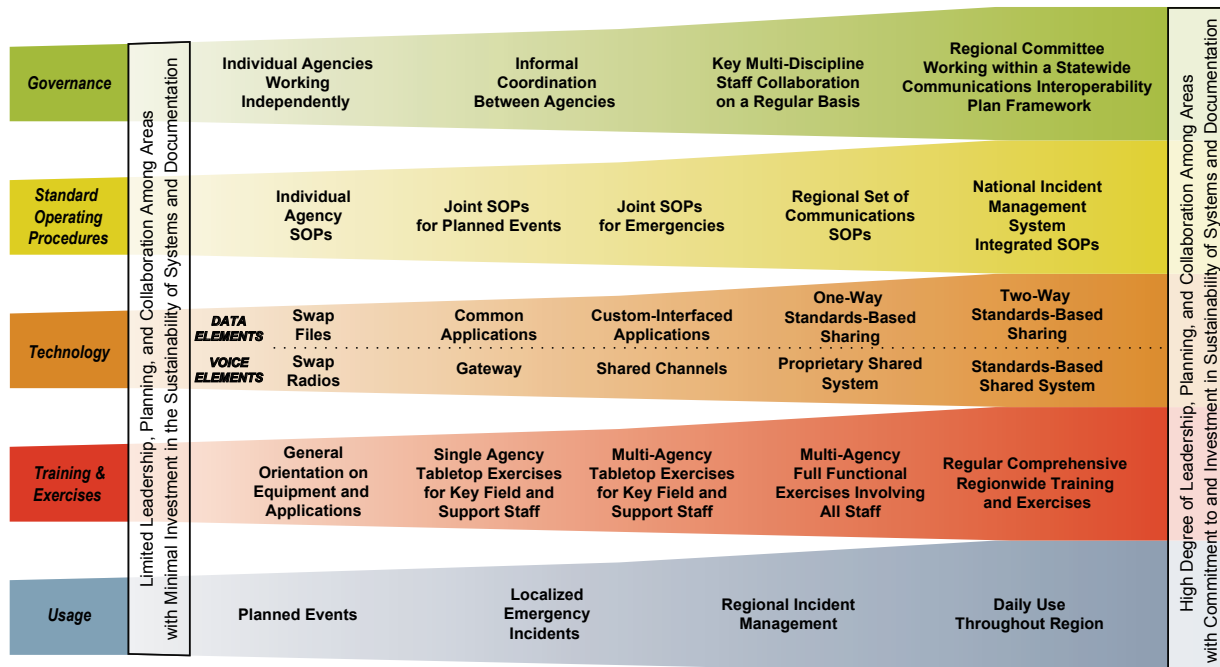 Limited Leadership, Planning, and Collaboration Among Areas
with Minimal Investment in the Sustainability of Systems and Documentation
Governance
Individual Agencies
Working
Independently
Informal
Coordination
Between Agencies
Key Multi-Discipline
Staff Collaboration
on a Regular Basis
Regional Committee
Working within a Statewide
Communications Interoperability
Plan Framework
Standard
Operating
Procedures
Individual
Agency
SOPs
Joint SOPs
for Planned Events
Joint SOPs
for Emergencies
Regional Set of
Communications
SOPs
National Incident
Management
System
Integrated SOPs
Technology
DATA
ELEMENTS
Swap
Files
Common
Applications
Custom-Interfaced
Applications
One-Way
Standards-Based
Sharing
Two-Way
Standards-Based
Sharing
VOICE
ELEMENTS
Swap
Radios
Gateway
Shared Channels
Proprietary Shared
System
Standards-Based
Shared System
Training &
Exercises
General
Orientation on
Equipment and
Applications
Single Agency
Tabletop Exercises
for Key Field and
Support Staff
Multi-Agency
Tabletop Exercises
for Key Field and
Support Staff
Multi-Agency
Full Functional
Exercises Involving
All Staff
Regular Comprehensive
Regionwide Training
and Exercises
Usage
Planned Events
Localized
Emergency
Incidents
Regional Incident
Management
Daily Use
Throughout Region
High Degree of Leadership, Planning, and Collaboration Among Areas
with Commitment to and Investment in Sustainability of Systems and Documentation